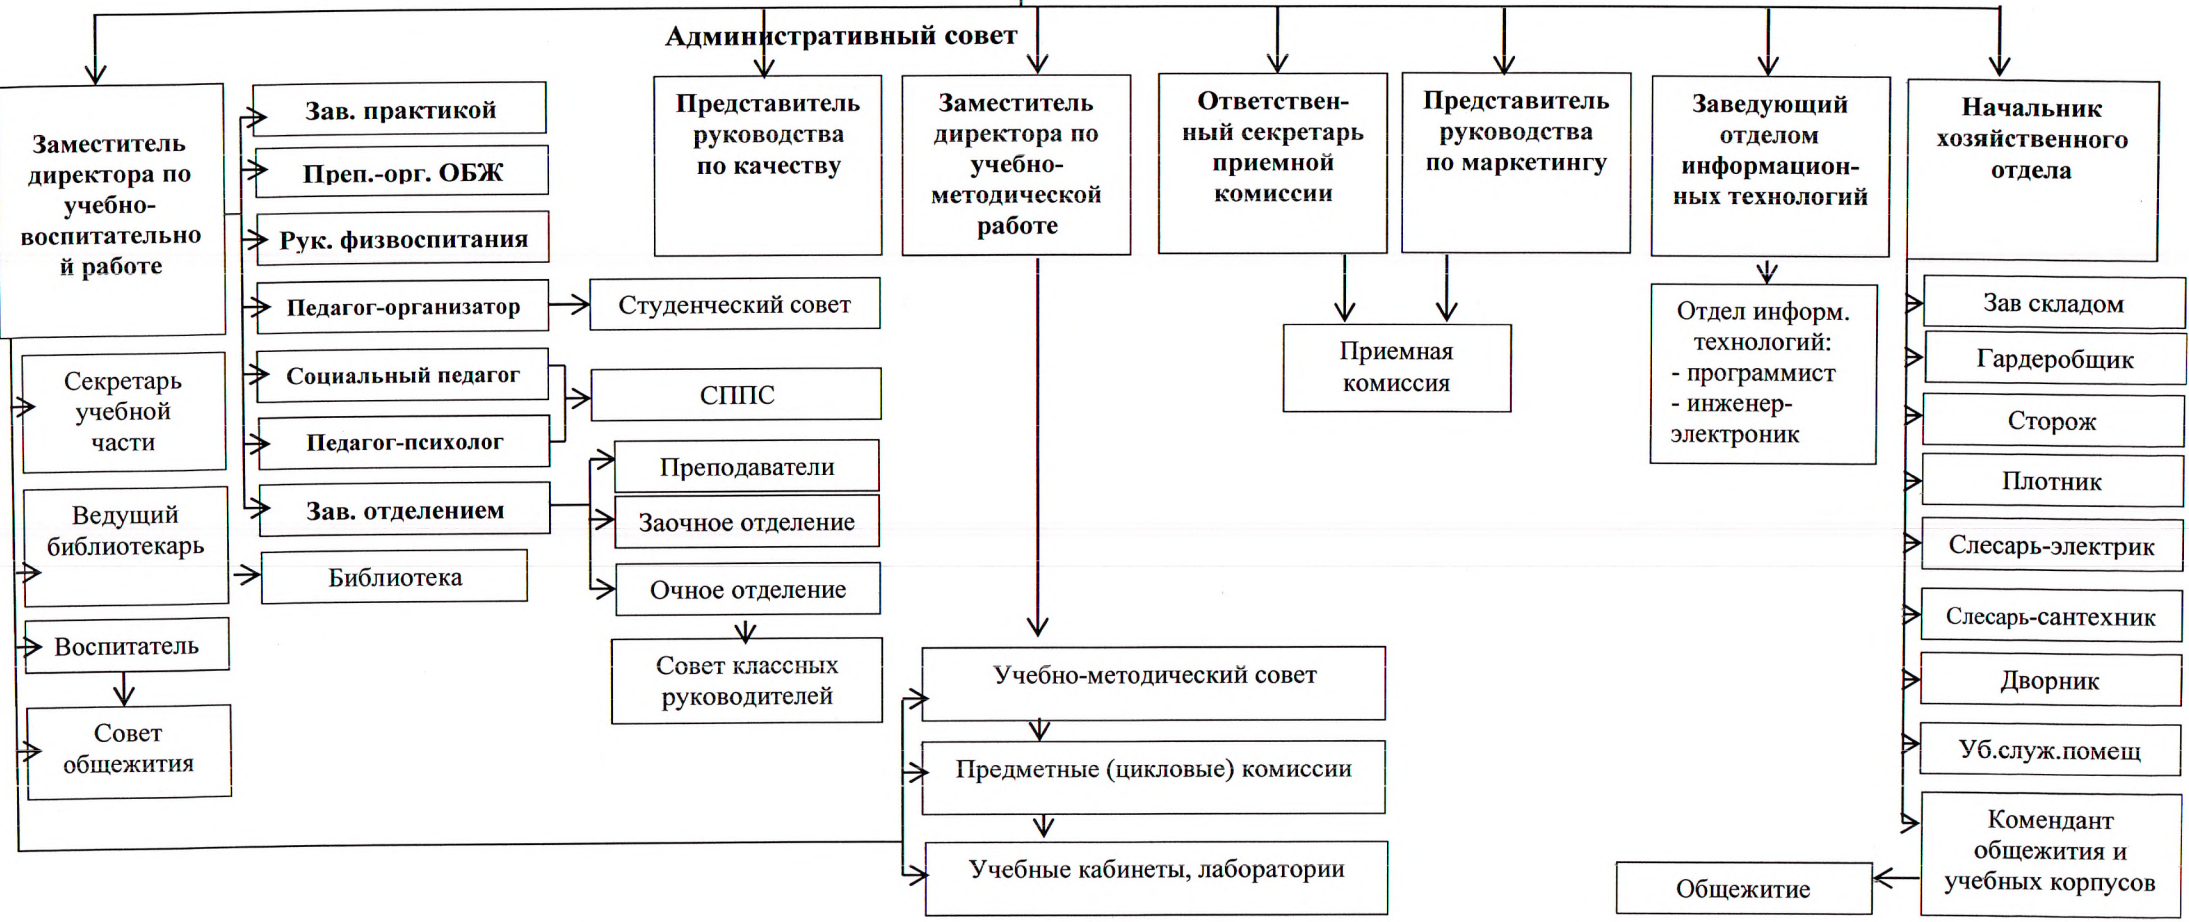 Административный совет
Заместитель
директора по
учебно-
воспитательно
й работе
Зав. практикой
Преп.-орг. ОБЖ
Рук. физвоспитания
Педагог-организатор
Социальный педагог
Педагог-психолог
Зав. отделением
Студенческий совет
СППС
Преподаватели
Заочное отделение
Очное отделение
Совет классных
руководителей
Секретарь
учебной
части
Ведущий
библиотекарь
Библиотека
Воспитатель
Совет
общежития
Представитель
руководства
по качеству
Заместитель
директора по
учебно-
методической
работе
Учебно-методический совет
Предметные (цикловые) комиссии
Учебные кабинеты, лаборатории
Ответствен-
ный секретарь
приемной
комиссии
Представитель
руководства
по маркетингу
Приемная
комиссия
Заведующий
отделом
информацион-
ных технологий
Отдел информ.
технологий:
- программист
- инженер-
электроник
Начальник
хозяйственного
отдела
Зав складом
Гардеробщик
Сторож
Плотник
Слесарь-электрик
Слесарь-сантехник
Дворник
Уб.служ.помещ
Комендант
общежития и
учебных корпусов
Общежитие